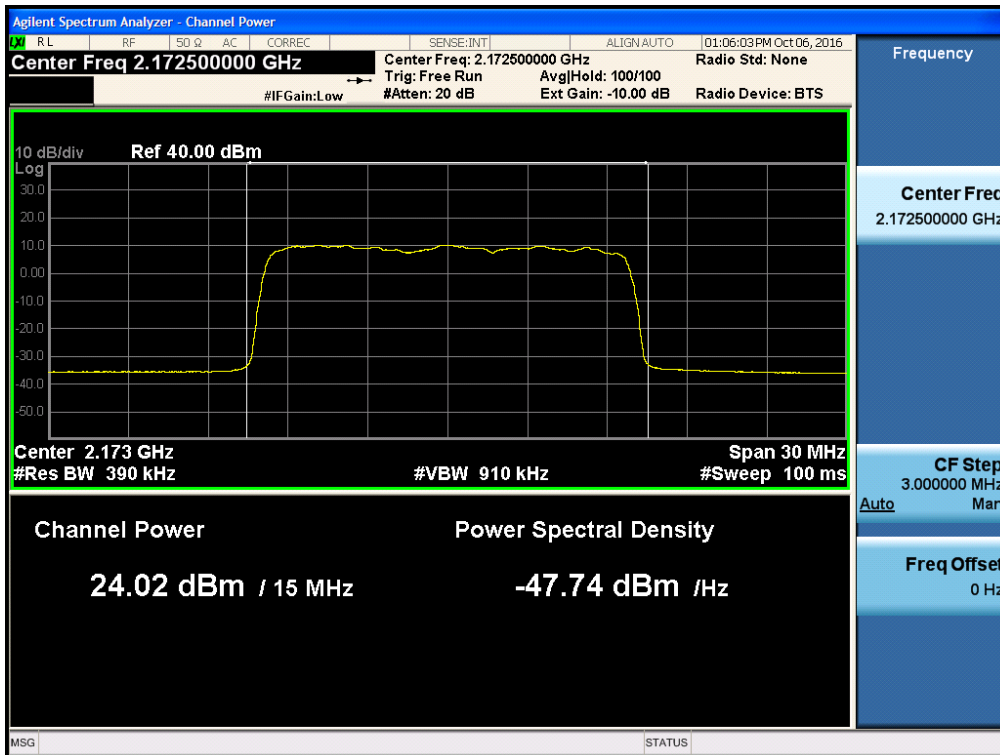 Agilent Spectrum Analyzer - Channel Power
LXI RL RF 50 Ω AC CORREC SENSE:INT ALIGN AUTO 01:06:03 PM Oct 06, 2016
Center Freq 2.172500000 GHz
Center Freq: 2.172500000 GHz Radio Std: None
Trig: Free Run Avg|Hold: 100/100
#IFGain:Low #Atten: 20 dB Ext Gain: -10.00 dB Radio Device: BTS
10 dB/div Ref 40.00 dBm
Log
30.0
20.0
10.0
0.00
-10.0
-20.0
-30.0
-40.0
-50.0
Center 2.173 GHz Span 30 MHz
#Res BW 390 kHz #VBW 910 kHz #Sweep 100 ms
Channel Power Power Spectral Density
24.02 dBm / 15 MHz -47.74 dBm /Hz
MSG STATUS
Frequency
Center Freq
2.172500000 GHz
CF Step
3.000000 MHz
Auto Man
Freq Offset
0 Hz